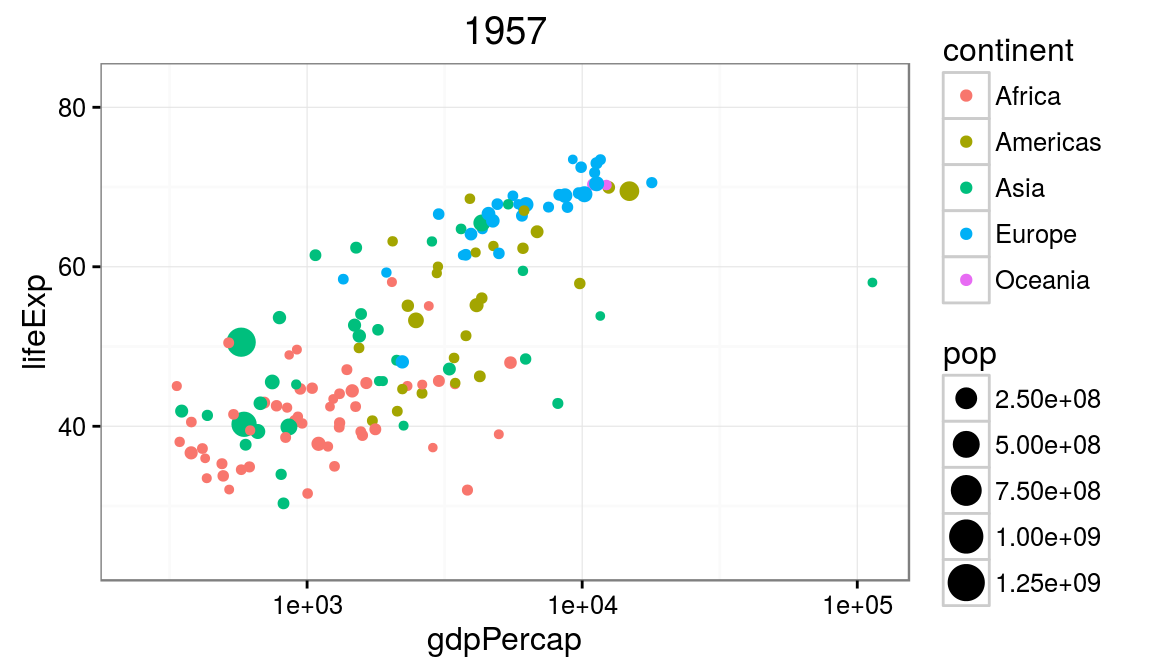 1957
lifeExp
80
60
40
1e+03
1e+04
1e+05
gdpPercap
continent
Africa
Americas
Asia
Europe
Oceania
pop
2.50e+08
5.00e+08
7.50e+08
1.00e+09
1.25e+09